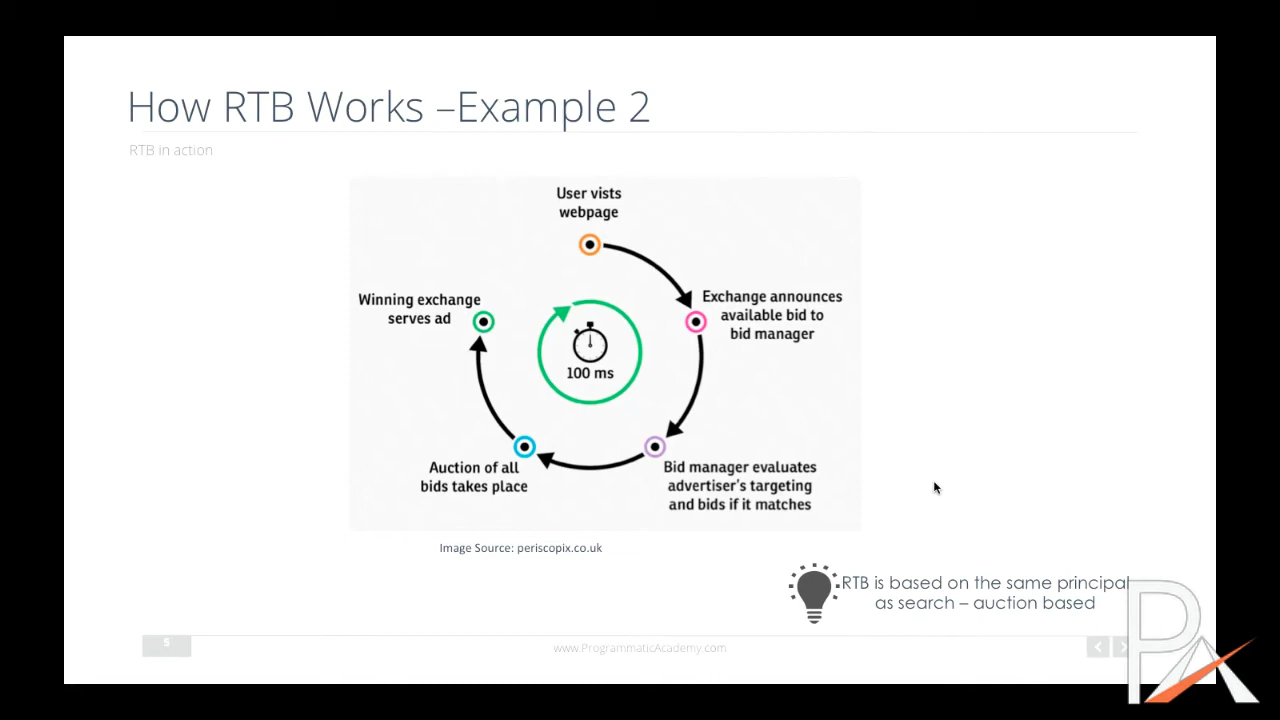 How RTB Works –Example 2
RTB in action
User vists
webpage
Exchange announces
available bid to
bid manager
Winning exchange
serves ad
100 ms
Auction of all
bids takes place
Bid manager evaluates
advertiser's targeting
and bids if it matches
Image Source: periscopix.co.uk
RTB is based on the same principal
as search – auction based
5
www.ProgrammaticAcademy.com
PA